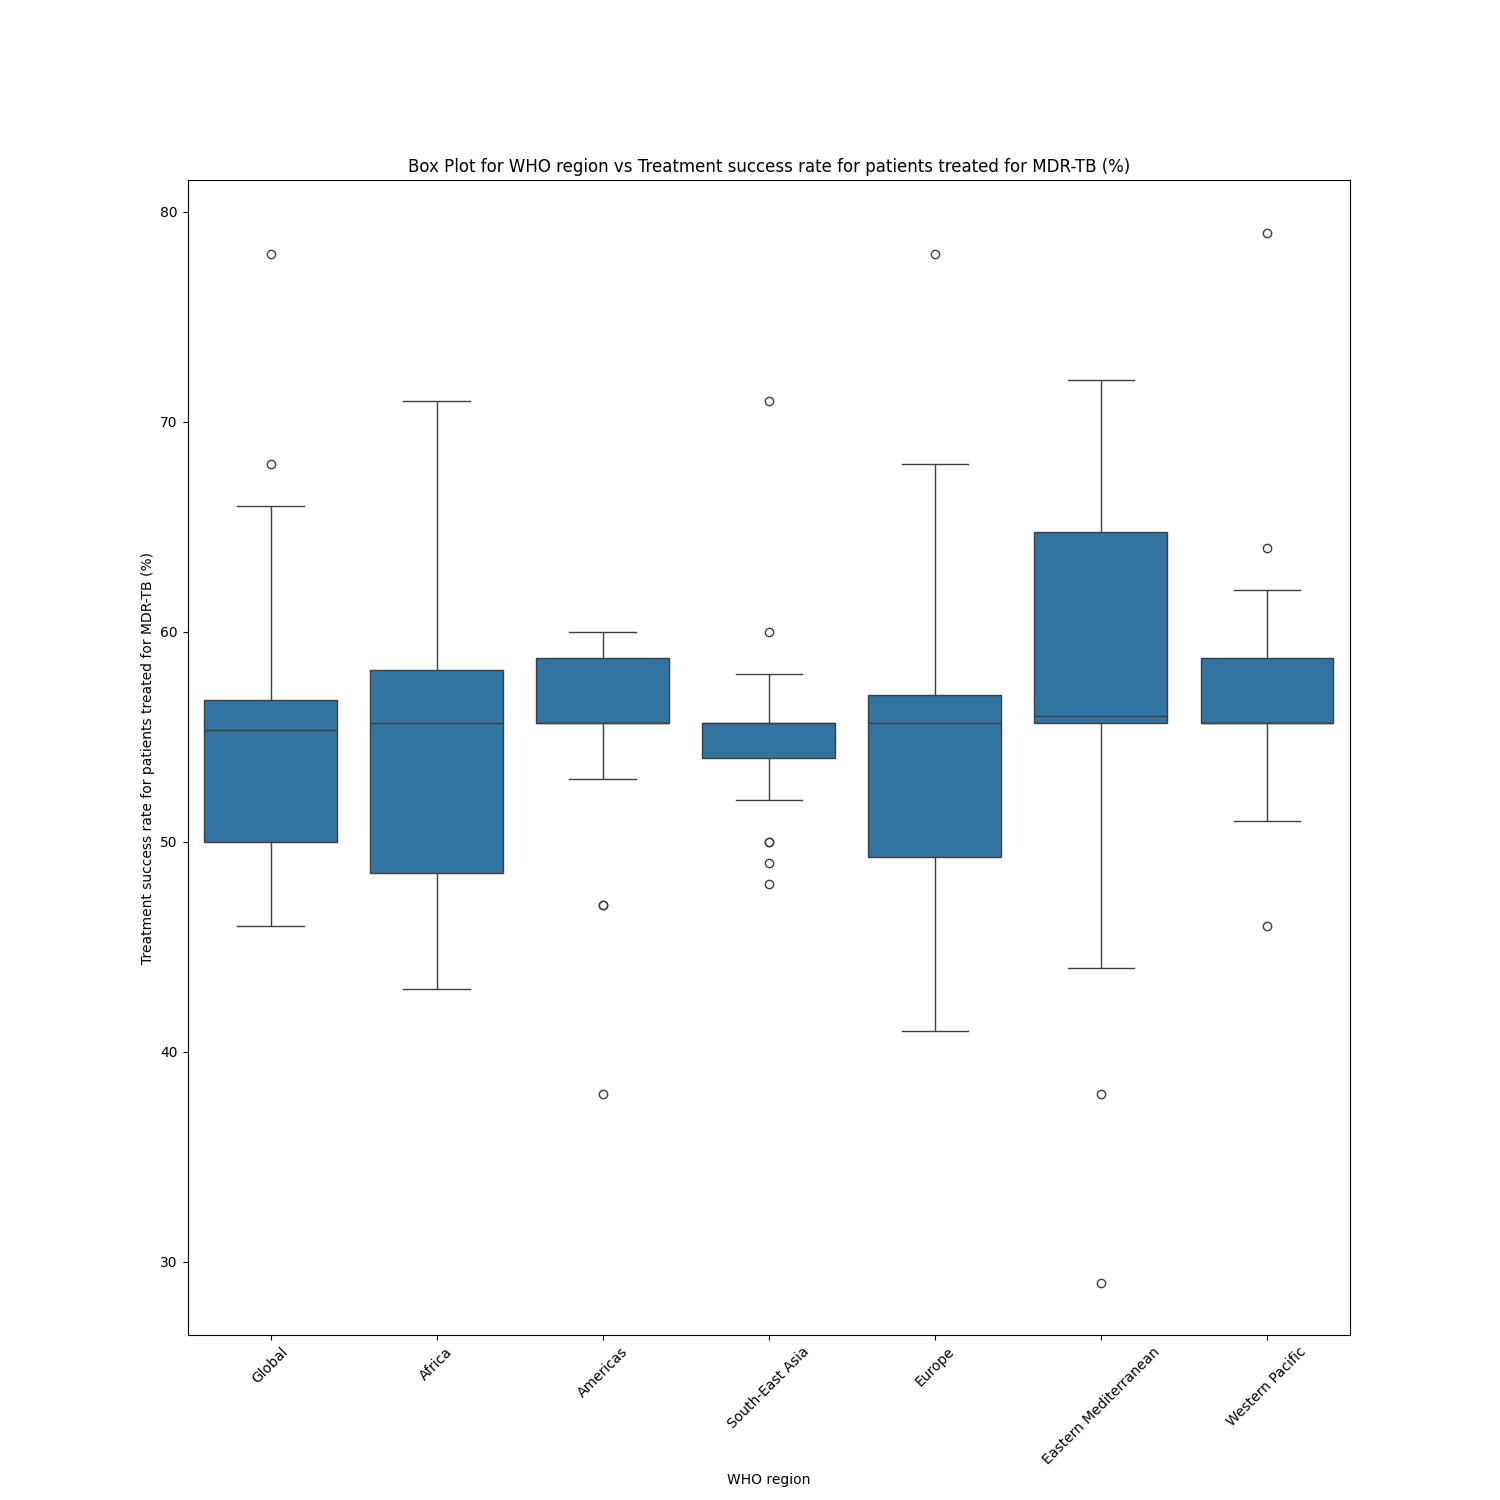 Box Plot for WHO region vs Treatment success rate for patients treated for MDR-TB (%)
Treatment success rate for patients treated for MDR-TB (%)
80
70
60
50
40
30
Global
Africa
Americas
South-East Asia
Europe
Eastern Mediterranean
Western Pacific
WHO region